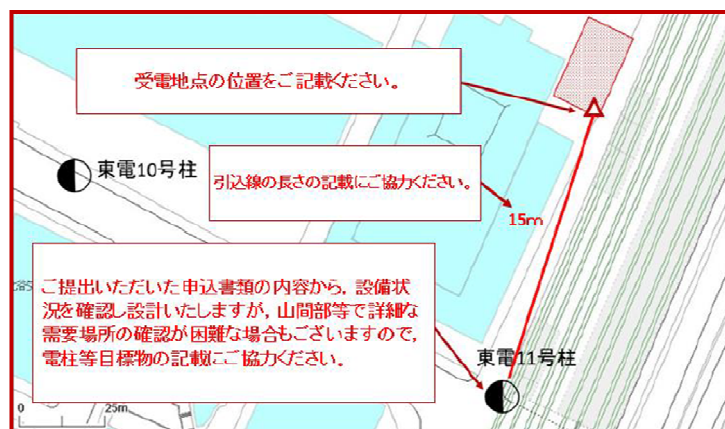 受電地点の位置をご記載ください。
東電10号柱
引込線の長さの記載にご協力ください。
15m
ご提出いただいた申込書類の内容から、設備状
況を確認し設計いたしますが、山間部等で詳細な
需要場所の確認が困難な場合もございますので、
電柱等目標物の記載にご協力ください。
東電11号柱
0 25m